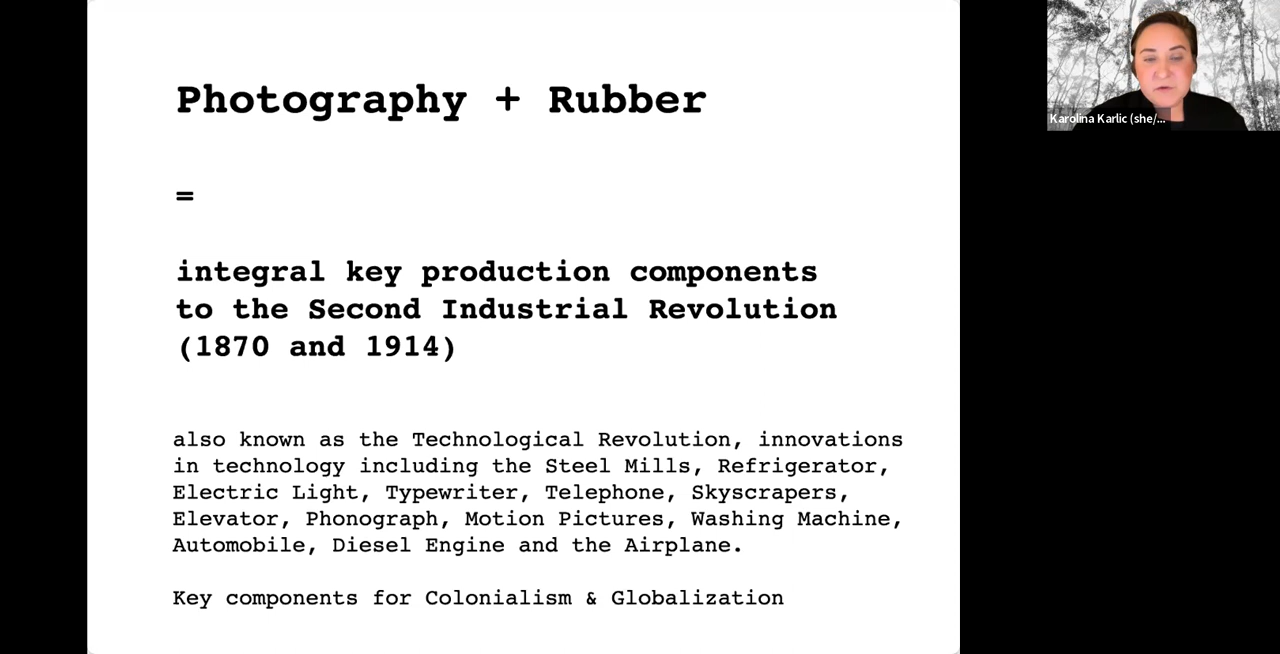 Photography + Rubber
=
integral key production components
to the Second Industrial Revolution
(1870 and 1914)
also known as the Technological Revolution, innovations
in technology including the Steel Mills, Refrigerator,
Electric Light, Typewriter, Telephone, Skyscrapers,
Elevator, Phonograph, Motion Pictures, Washing Machine,
Automobile, Diesel Engine and the Airplane.
Key components for Colonialism & Globalization
Karolina Karlic (she/...